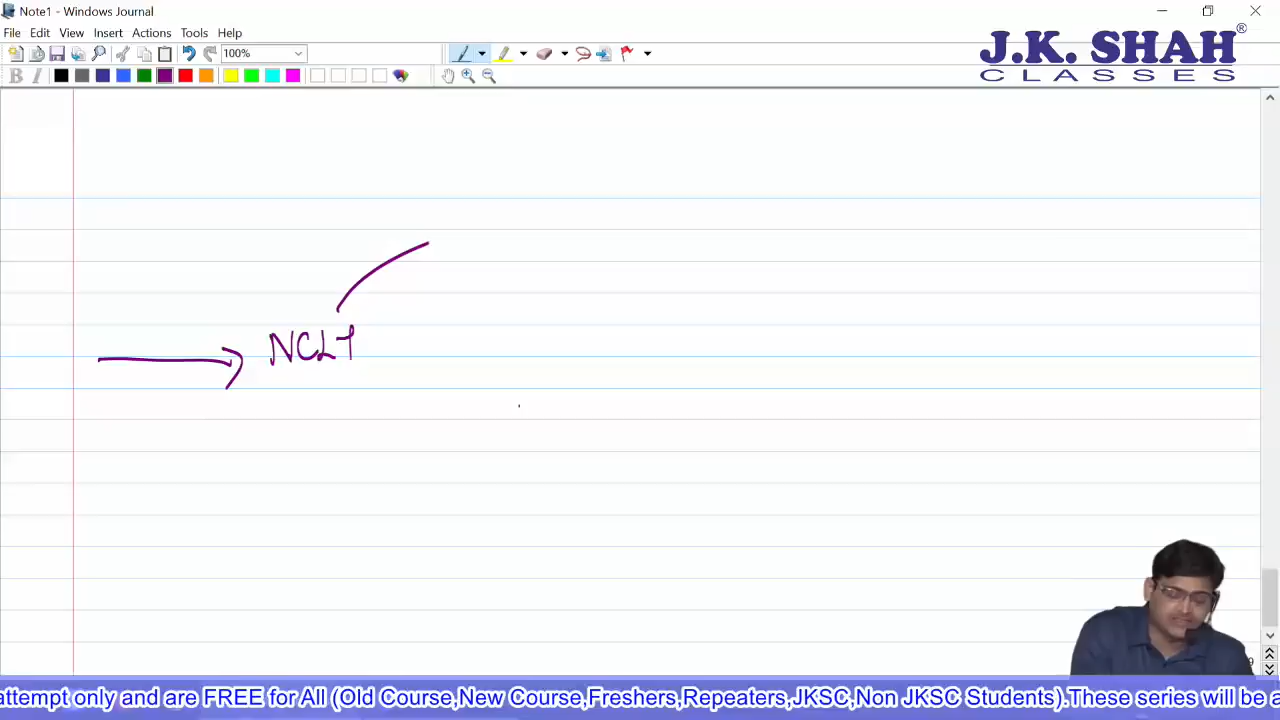 Note1 - Windows Journal
File Edit View Insert Actions Tools Help
100%
B I
J.K. SHAH®
CLASSES
NCLT
9
attempt only and are FREE for All (Old Course,New Course,Freshers,Repeaters,JKSC,Non JKSC Students).These series will be a